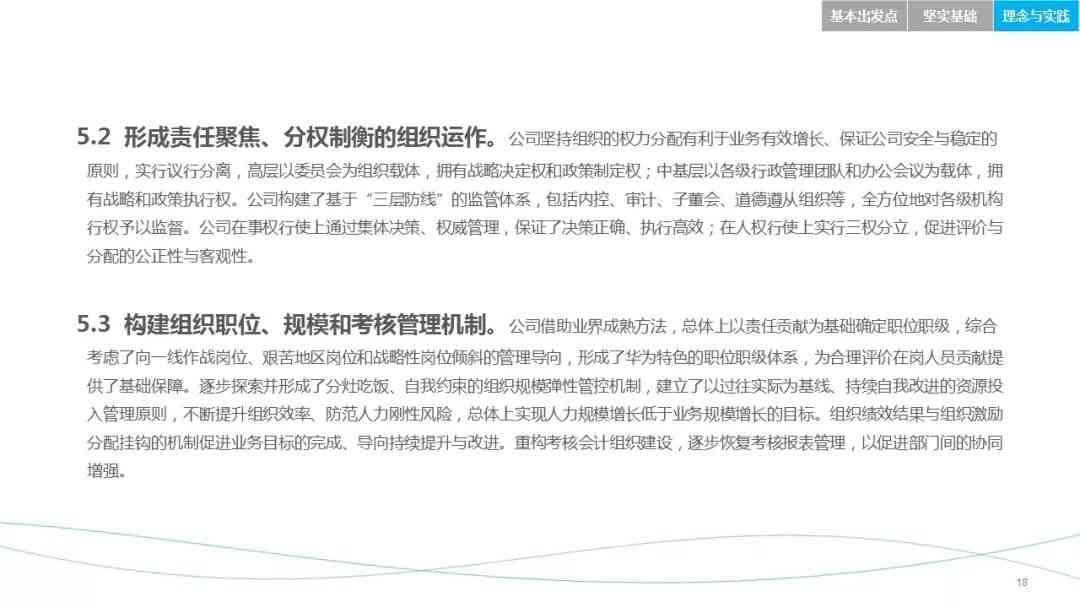 基本出发点 坚实基础 理念与实践
5.2 形成责任聚焦、分权制衡的组织运作。公司坚持组织的权力分配有利于业务有效增长、保证公司安全与稳定的
原则，实行议行分离，高层以委员会为组织载体，拥有战略决定权和政策制定权；中基层以各级行政管理团队和办公会议为载体，拥
有战略和政策执行权。公司构建了基于“三层防线”的监管体系，包括内控、审计、子董会、道德遵从组织等，全方位地对各级机构
行权予以监督。公司在事权行使上通过集体决策、权威管理，保证了决策正确、执行高效；在人权行使上实行三权分立，促进评价与
分配的公正性与客观性。
5.3 构建组织职位、规模和考核管理机制。公司借助业界成熟方法，总体上以责任贡献为基础确定职位职级，综合
考虑了向一线作战岗位、艰苦地区岗位和战略性岗位倾斜的管理导向，形成了华为特色的职位职级体系，为合理评价在岗人员贡献提
供了基础保障。逐步探索并形成了分灶吃饭、自我约束的组织规模弹性管控机制，建立了以过往实际为基线、持续自我改进的资源投
入管理原则，不断提升组织效率、防范人力刚性风险，总体上实现人力规模增长低于业务规模增长的目标。组织绩效结果与组织激励
分配挂钩的机制促进业务目标的完成、导向持续提升与改进。重构考核会计组织建设，逐步恢复考核报表管理，以促进部门间的协同
增强。
18